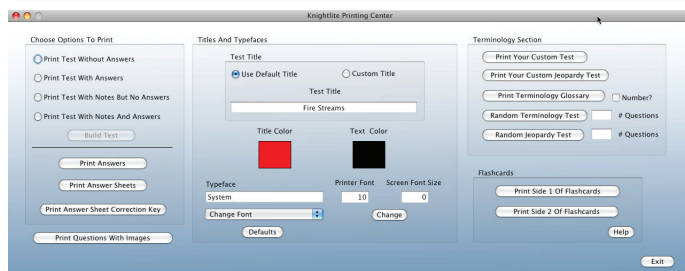 Knightlite Printing Center
Choose Options To Print
Print Test Without Answers
Print Test With Answers
Print Test With Notes But No Answers
Print Test With Notes And Answers
Build Test
Print Answers
Print Answer Sheets
Print Answer Sheet Correction Key
Print Questions With Images
Titles And Typefaces
Test Title
Use Default Title
Custom Title
Test Title
Fire Streams
Title Color
Text Color
Typeface
Printer Font
Screen Font Size
System
10
0
Change Font
Change
Defaults
Terminology Section
Print Your Custom Test
Print Your Custom Jeopardy Test
Print Terminology Glossary
Number?
Random Terminology Test
# Questions
Random Jeopardy Test
# Questions
Flashcards
Print Side 1 Of Flashcards
Print Side 2 Of Flashcards
Help
Exit